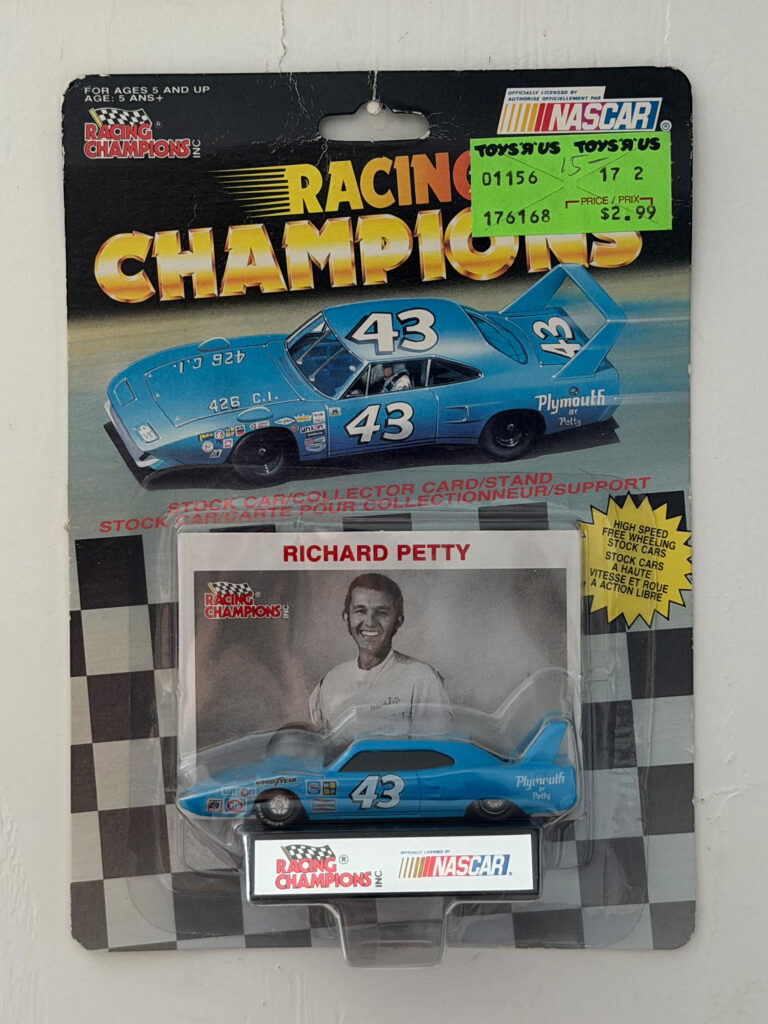 FOR AGES 5 AND UP
AGE: 5 ANS+
RACING
CHAMPIONS INC
OFFICIALLY LICENSED BY
AUTHORISE OFFICIELLEMENT PAR
NASCAR®
TOYS"R"US TOYS"R"US
15—
01156 17 2
PRICE / PRIX
176168 $2.99
RACING
CHAMPIONS
43
43
426 C.I.
426 C.I.
43
Plymouth
BY
Petty
STOCK CAR/COLLECTOR CARD/STAND
STOCK CAR/CARTE POUR COLLECTIONNEUR/SUPPORT
HIGH SPEED
FREE WHEELING
STOCK CARS
STOCK CARS
A HAUTE
VITESSE ET ROUE
A ACTION LIBRE
RICHARD PETTY
RACING®
CHAMPIONS INC
GOODYEAR
43
Plymouth
by
Petty
RACING®
CHAMPIONS INC
OFFICIALLY LICENSED BY
NASCAR®